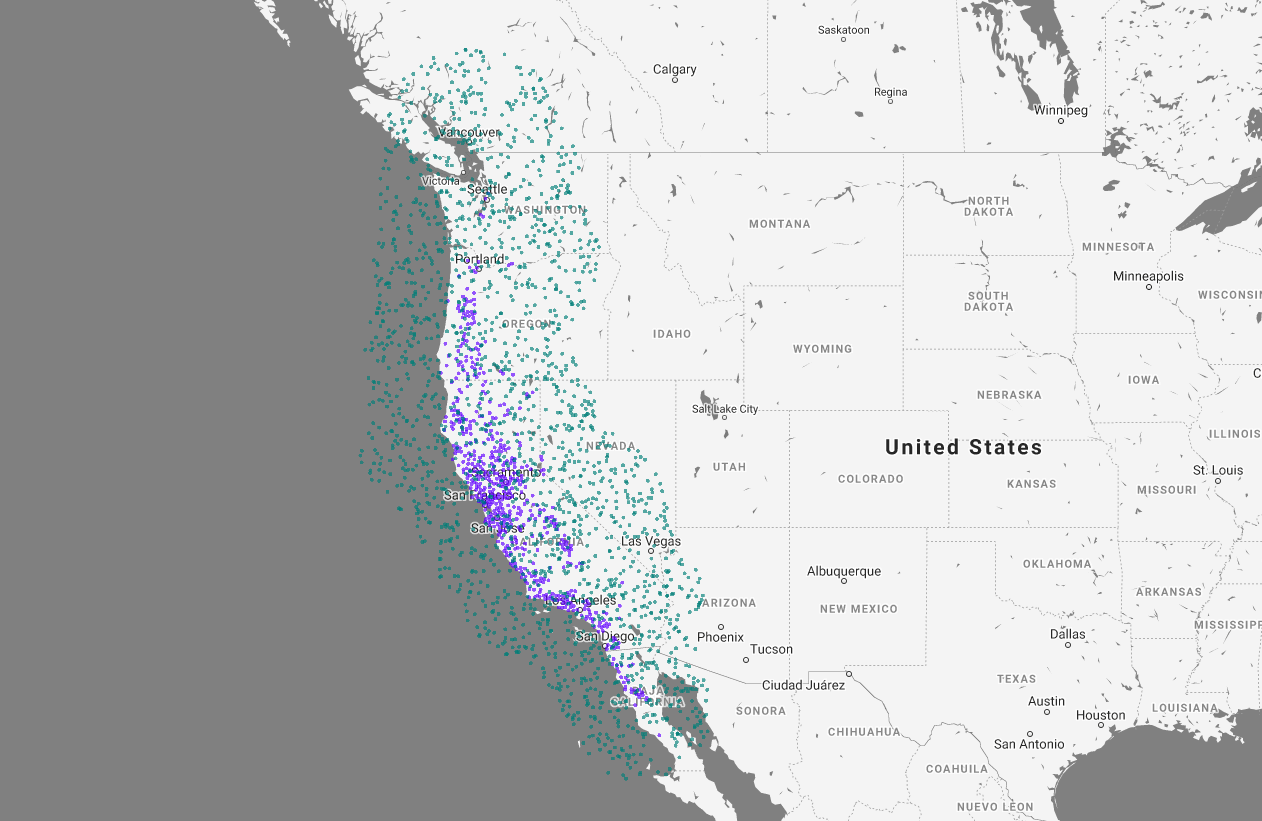 Saskatoon
Calgary
Regina
Winnipeg
Vancouver
Victoria
Seattle
WASHINGTON
NORTH
DAKOTA
MONTANA
MINNESOTA
Portland
Minneapolis
SOUTH
DAKOTA
WISCONSIN
OREGON
IDAHO
WYOMING
IOWA
NEBRASKA
Salt Lake City
C
ILLINOIS
NEVADA
United States
UTAH
COLORADO
Sacramento
St. Louis
KANSAS
MISSOURI
San Francisco
San Jose
CALIFORNIA
Las Vegas
OKLAHOMA
Albuquerque
ARKANSAS
Los Angeles
ARIZONA
NEW MEXICO
MISSISSIPP
San Diego
Phoenix
Dallas
Tucson
TEXAS
Ciudad Juárez
BAJA
CALIFORNIA
Austin
SONORA
Houston
LOUISIANA
CHIHUAHUA
San Antonio
COAHUILA
NUEVO LEON